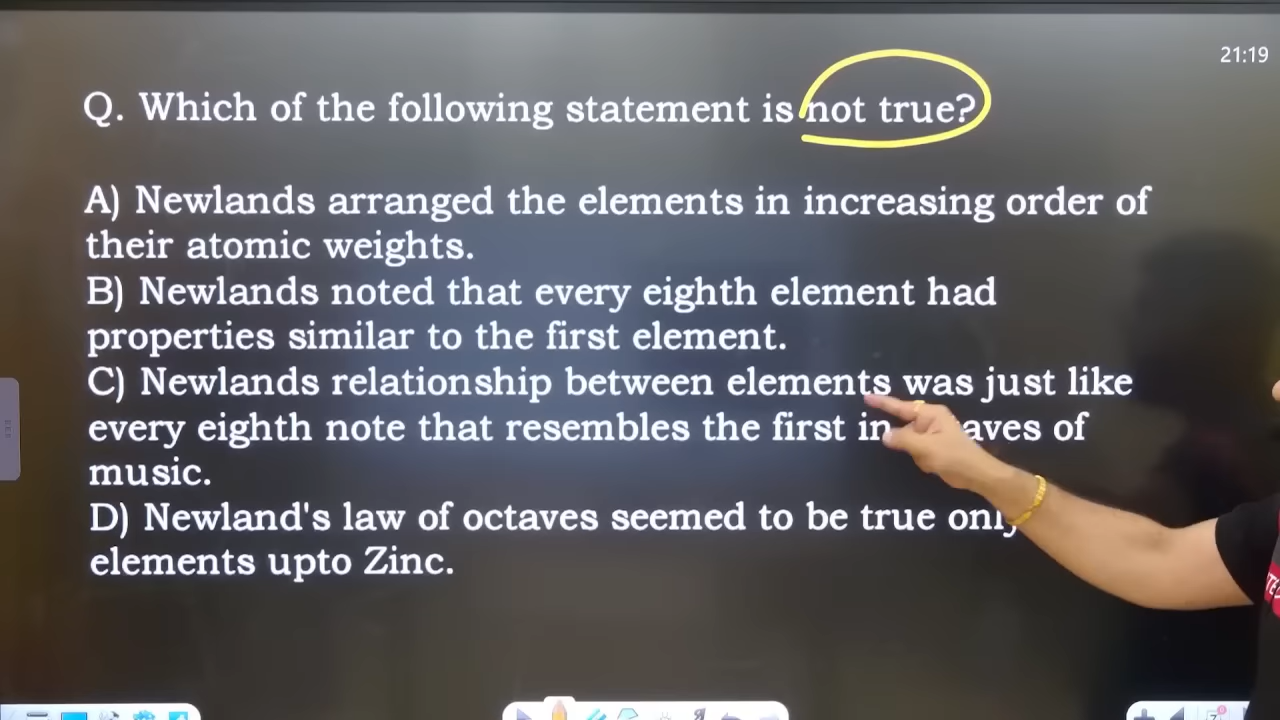 21:19
Q. Which of the following statement is not true?
A) Newlands arranged the elements in increasing order of
their atomic weights.
B) Newlands noted that every eighth element had
properties similar to the first element.
C) Newlands relationship between elements was just like
every eighth note that resembles the first in of
music.
D) Newland's law of octaves seemed to be true
elements upto Zinc.